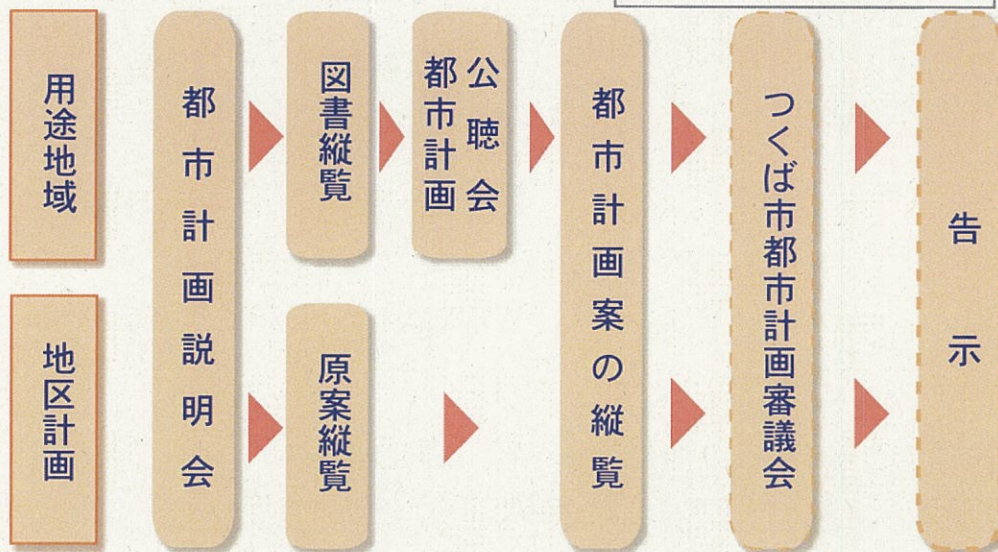 用途地域
地区計画
都市計画説明会
図書縦覧
原案縦覧
都市計画
公聴会
都市計画案の縦覧
つくば市都市計画審議会
告示